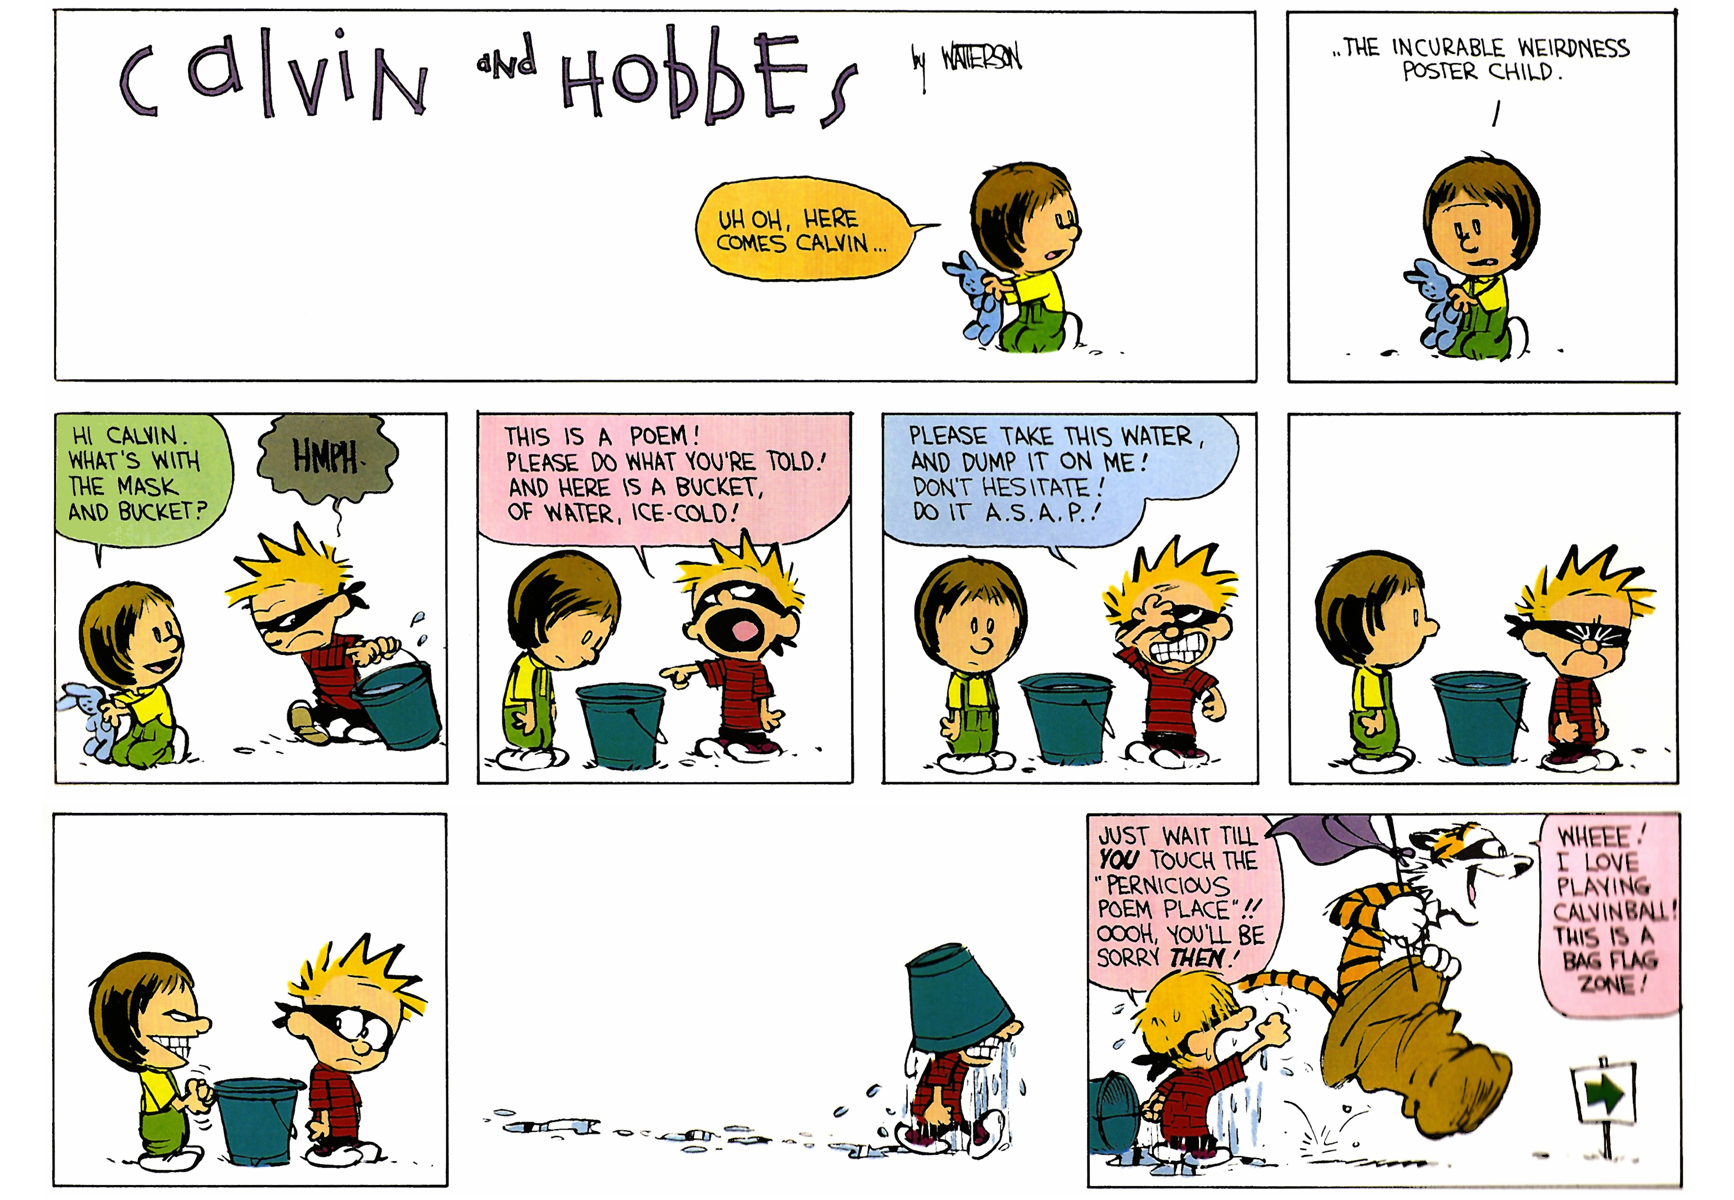 CALVIN AND HOBBES by WATTERSON
UH OH, HERE
COMES CALVIN...
..THE INCURABLE WEIRDNESS
POSTER CHILD.
HI CALVIN.
WHAT'S WITH
THE MASK
AND BUCKET?
HMPH.
THIS IS A POEM!
PLEASE DO WHAT YOU'RE TOLD!
AND HERE IS A BUCKET,
OF WATER, ICE-COLD!
PLEASE TAKE THIS WATER,
AND DUMP IT ON ME!
DON'T HESITATE!
DO IT A.S.A.P.!
JUST WAIT TILL
YOU TOUCH THE
"PERNICIOUS
POEM PLACE"!!
OOOH, YOU'LL BE
SORRY THEN!
WHEEE!
I LOVE
PLAYING
CALVINBALL!
THIS IS A
BAG FLAG
ZONE!